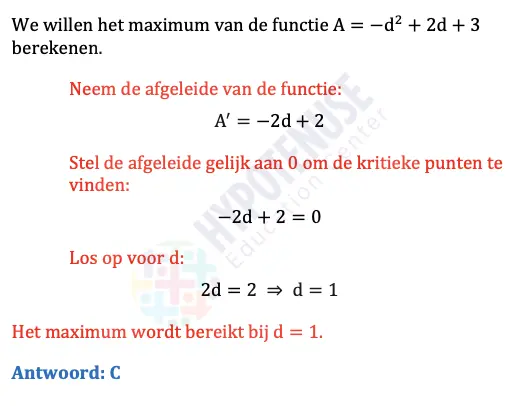 We willen het maximum van de functie A = −d² + 2d + 3
berekenen.
Neem de afgeleide van de functie:
A′ = −2d + 2
Stel de afgeleide gelijk aan 0 om de kritieke punten te
vinden:
−2d + 2 = 0
Los op voor d:
2d = 2 ⇒ d = 1
Het maximum wordt bereikt bij d = 1.
Antwoord: C
HYPOTENUSE
Education Center